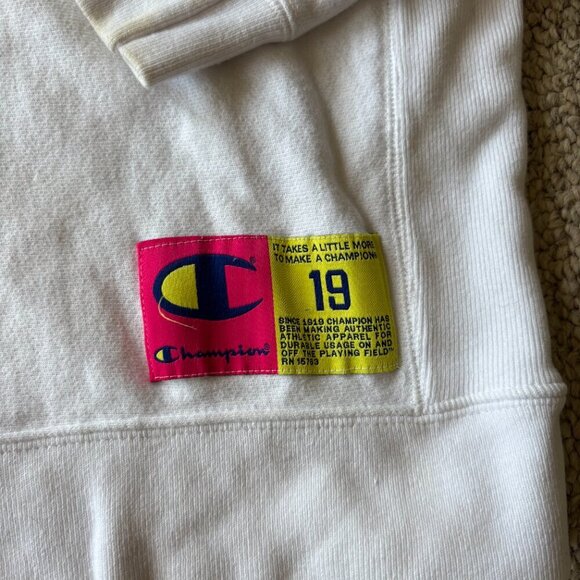 Champion
IT TAKES A LITTLE MORE
TO MAKE A CHAMPION®
19
SINCE 1919 CHAMPION HAS
BEEN MAKING AUTHENTIC
ATHLETIC APPAREL FOR
DURABLE USAGE ON AND
OFF THE PLAYING FIELD™
RN 15763